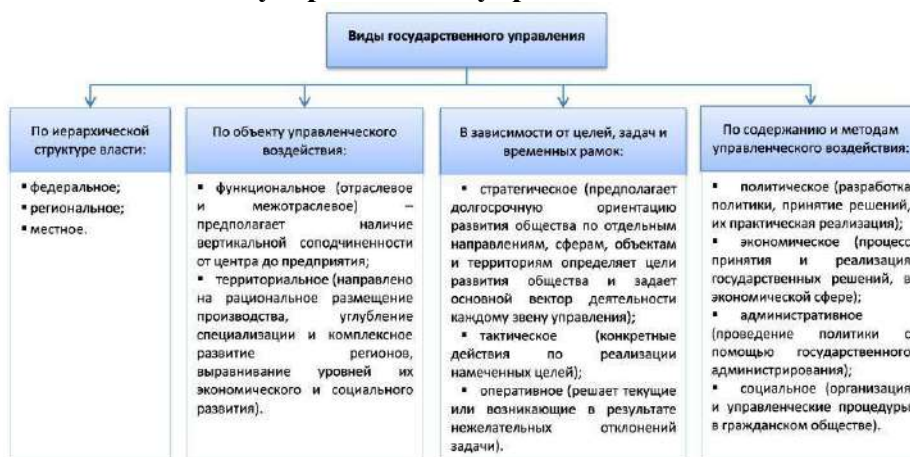 Виды государственного управления
По иерархической
структуре власти:
▪ федеральное;
▪ региональное;
▪ местное.
По объекту управленческого
воздействия:
▪ функциональное (отраслевое
и межотраслевое) –
предполагает наличие
вертикальной соподчиненности
от центра до предприятия;
▪ территориальное (направлено
на рациональное размещение
производства, углубление
специализации и комплексное
развитие регионов,
выравнивание уровней их
экономического и социального
развития).
В зависимости от целей, задач и
временных рамок:
▪ стратегическое (предполагает
долгосрочную ориентацию
развития общества по отдельным
направлениям, сферам, объектам
и территориям определяет цели
развития общества и задает
основной вектор деятельности
каждому звену управления);
▪ тактическое (конкретные
действия по реализации
намеченных целей);
▪ оперативное (решает текущие
или возникающие в результате
нежелательных отклонений
задачи).
По содержанию и методам
управленческого воздействия:
▪ политическое (разработка
политики, принятие решений,
их практическая реализация);
▪ экономическое (процесс
принятия и реализация
государственных решений, в
экономической сфере);
▪ административное
(проведение политики с
помощью государственного
администрирования);
▪ социальное (организация
и управленческие процедуры
в гражданском обществе).